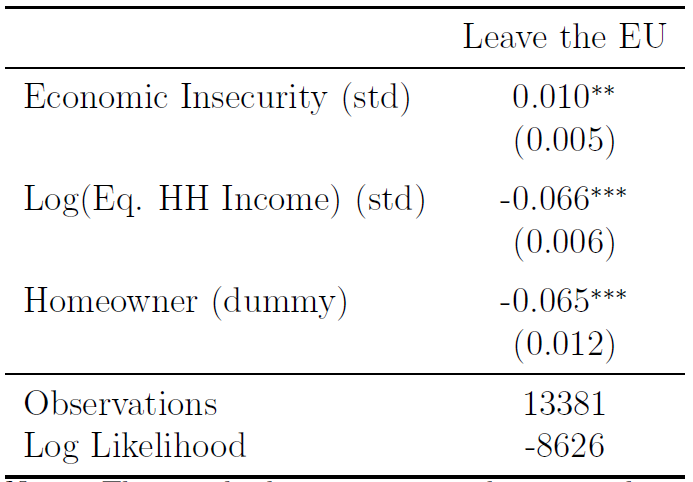 Leave the EU
Economic Insecurity (std) 0.010**
(0.005)
Log(Eq. HH Income) (std) -0.066***
(0.006)
Homeowner (dummy) -0.065***
(0.012)
Observations 13381
Log Likelihood -8626